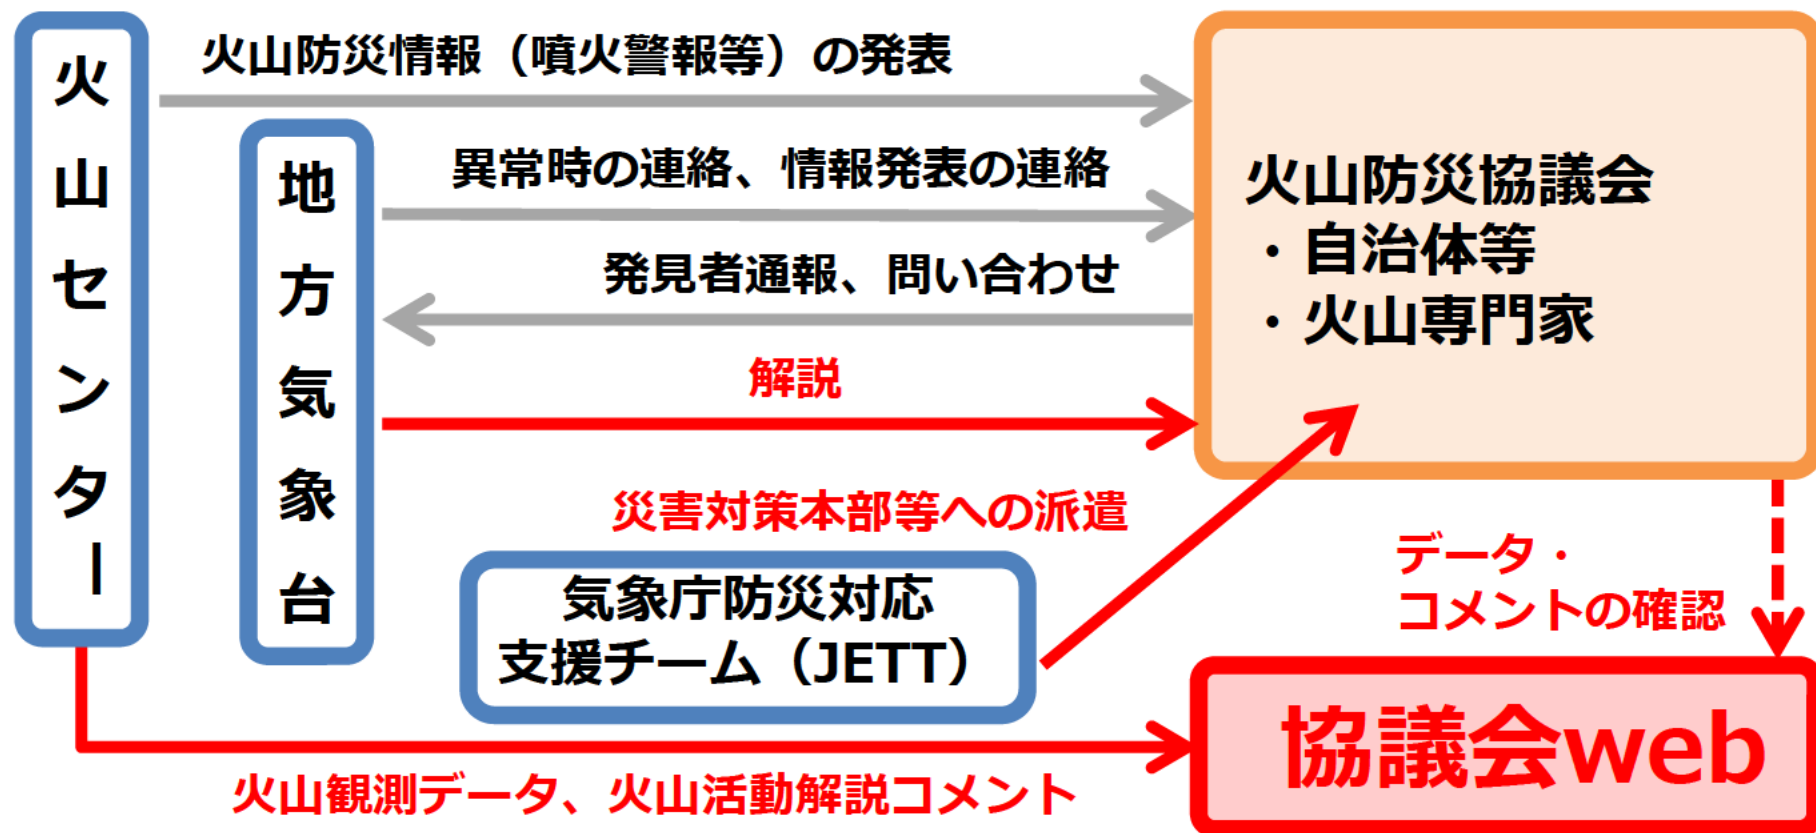 火山センター
火山防災情報（噴火警報等）の発表
地方気象台
異常時の連絡、情報発表の連絡
発見者通報、問い合わせ
解説
火山防災協議会
・自治体等
・火山専門家
災害対策本部等への派遣
気象庁防災対応
支援チーム（JETT）
データ・
コメントの確認
協議会web
火山観測データ、火山活動解説コメント